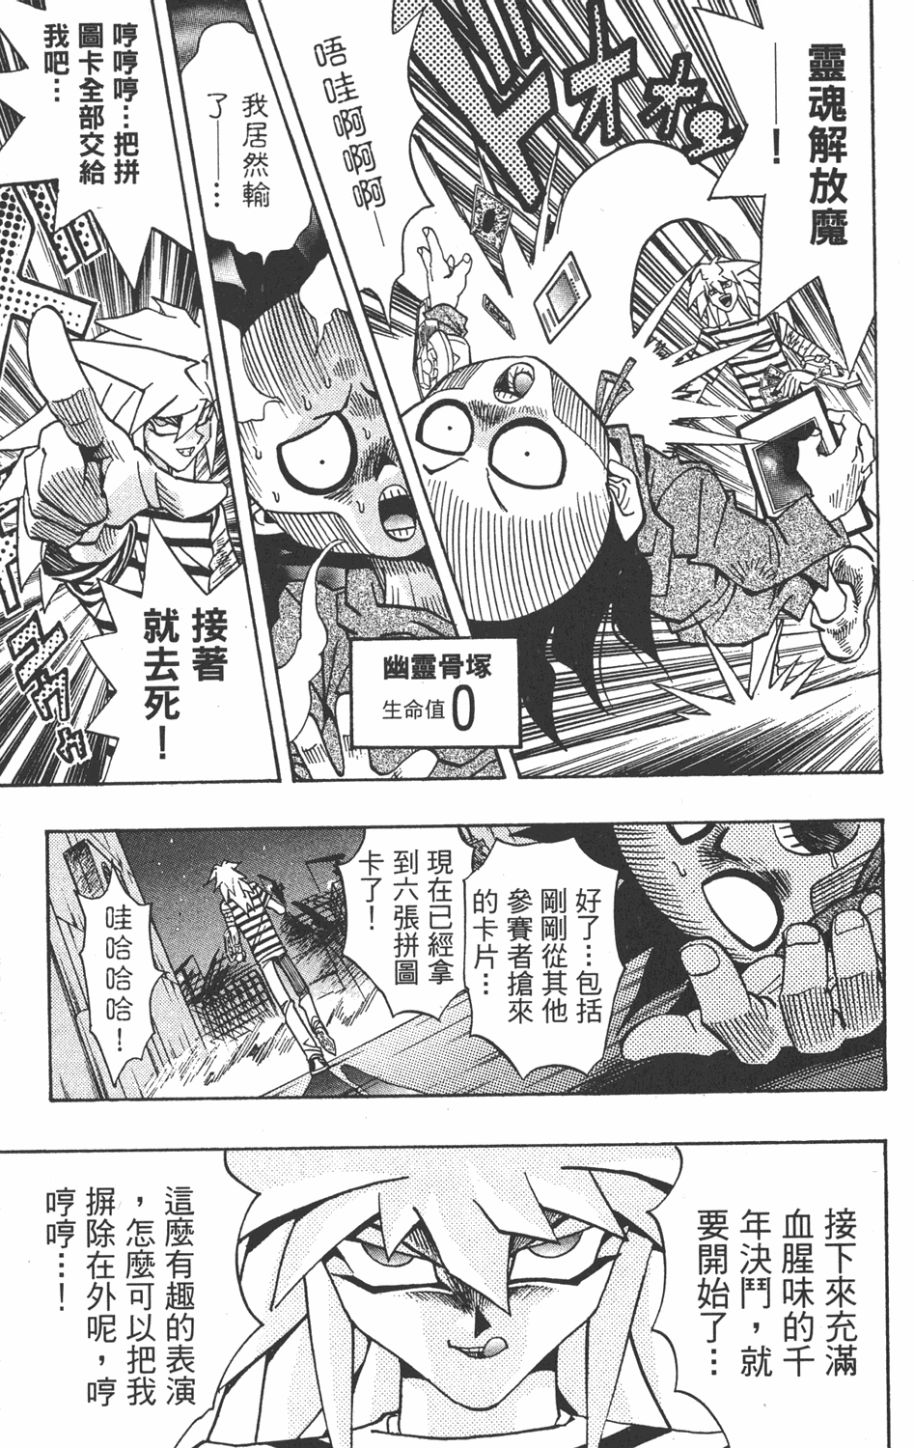 靈魂解放魔
——！
ドオオォ
唔哇啊啊啊——
我居然輸
了——…
幽靈骨塚
生命值0
哼哼哼…把拼
圖卡全部交給
我吧…
接著
就去死！
好了…包括
剛剛從其他
參賽者搶來
的卡片…
現在已經拿
到六張拼圖
卡了！
哇哈哈哈！
接下來充滿
血腥味的千
年決鬥，就
要開始了…
這麼有趣的表演
，怎麼可以把我
摒除在外呢，哼
哼哼…！